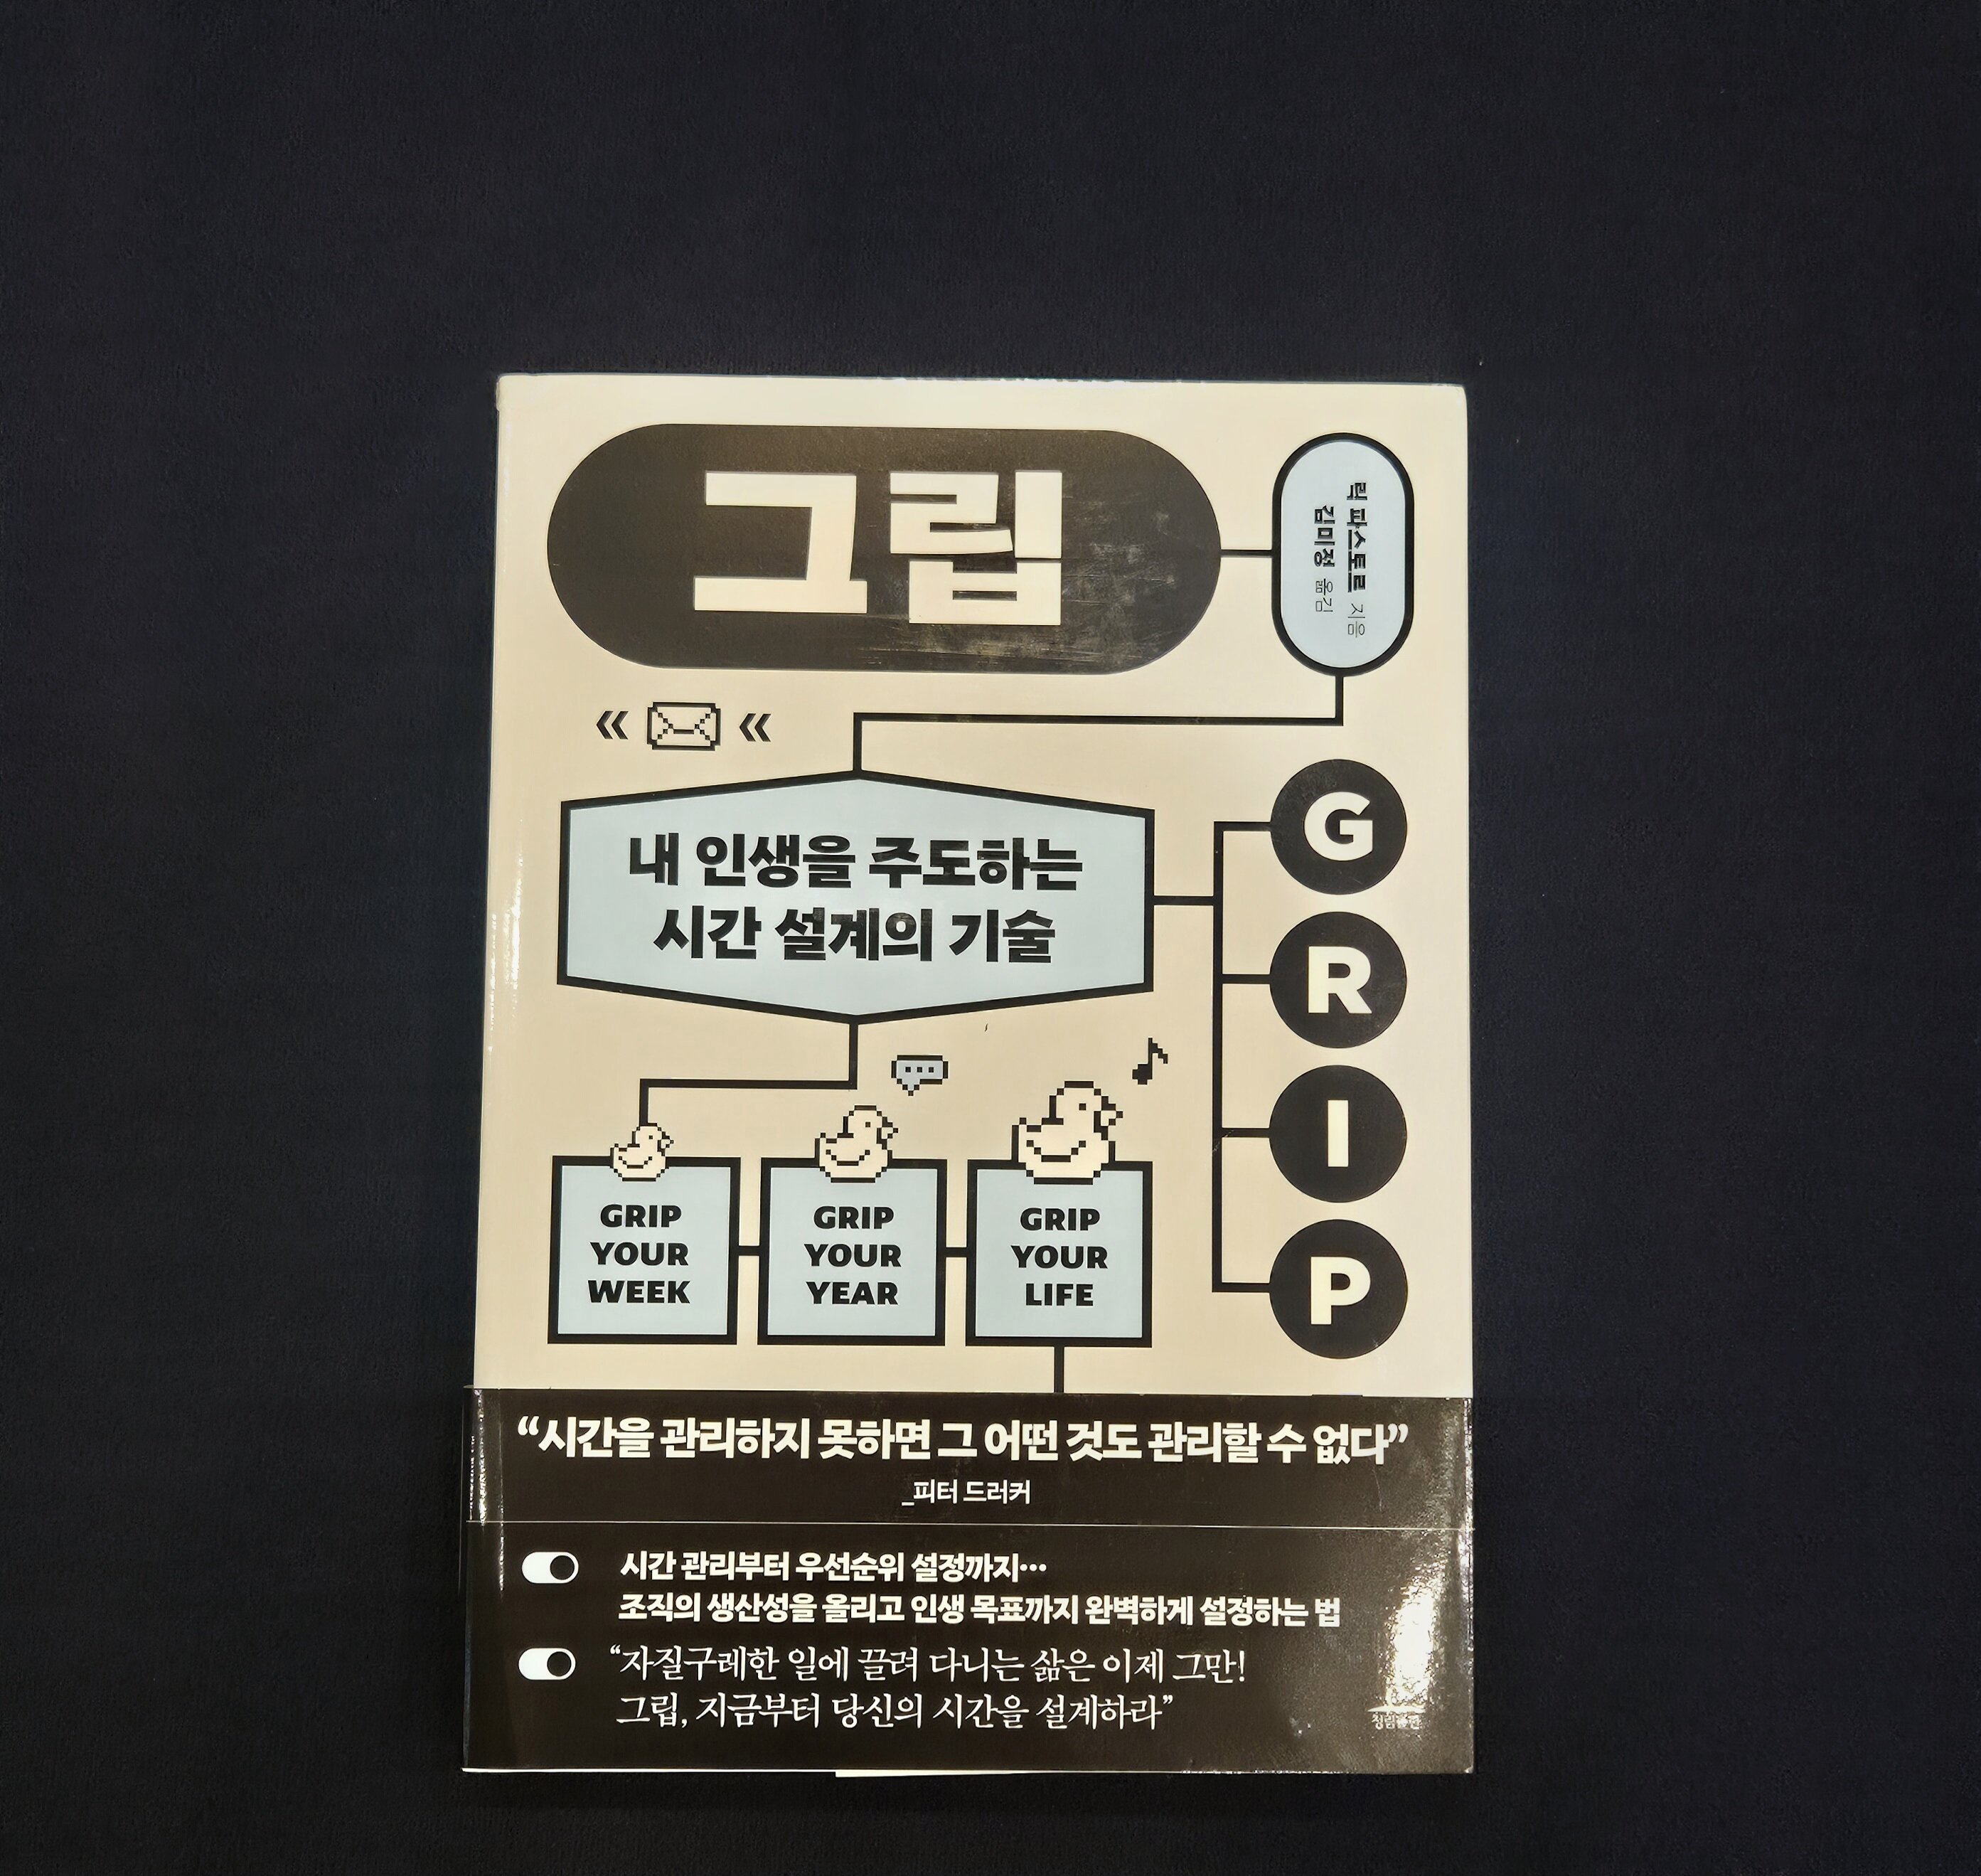 그립
릭 파스토르 지음
김미정 옮김
내 인생을 주도하는
시간 설계의 기술
G
R
I
P
GRIP
YOUR
WEEK
GRIP
YOUR
YEAR
GRIP
YOUR
LIFE
“시간을 관리하지 못하면 그 어떤 것도 관리할 수 없다”
_피터 드러커
시간 관리부터 우선순위 설정까지…
조직의 생산성을 올리고 인생 목표까지 완벽하게 설정하는 법
“자질구레한 일에 끌려 다니는 삶은 이제 그만!
그립, 지금부터 당신의 시간을 설계하라”
청림출판